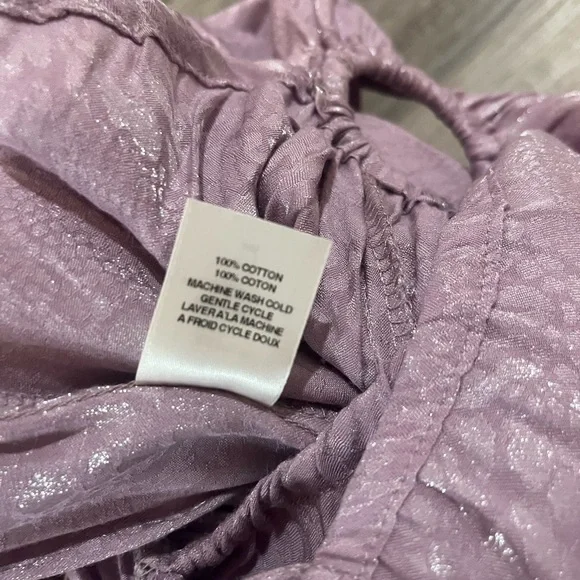 100% COTTON
100% COTON
MACHINE WASH COLD
GENTLE CYCLE
LAVER A'LA MACHINE
A FROID CYCLE DOUX